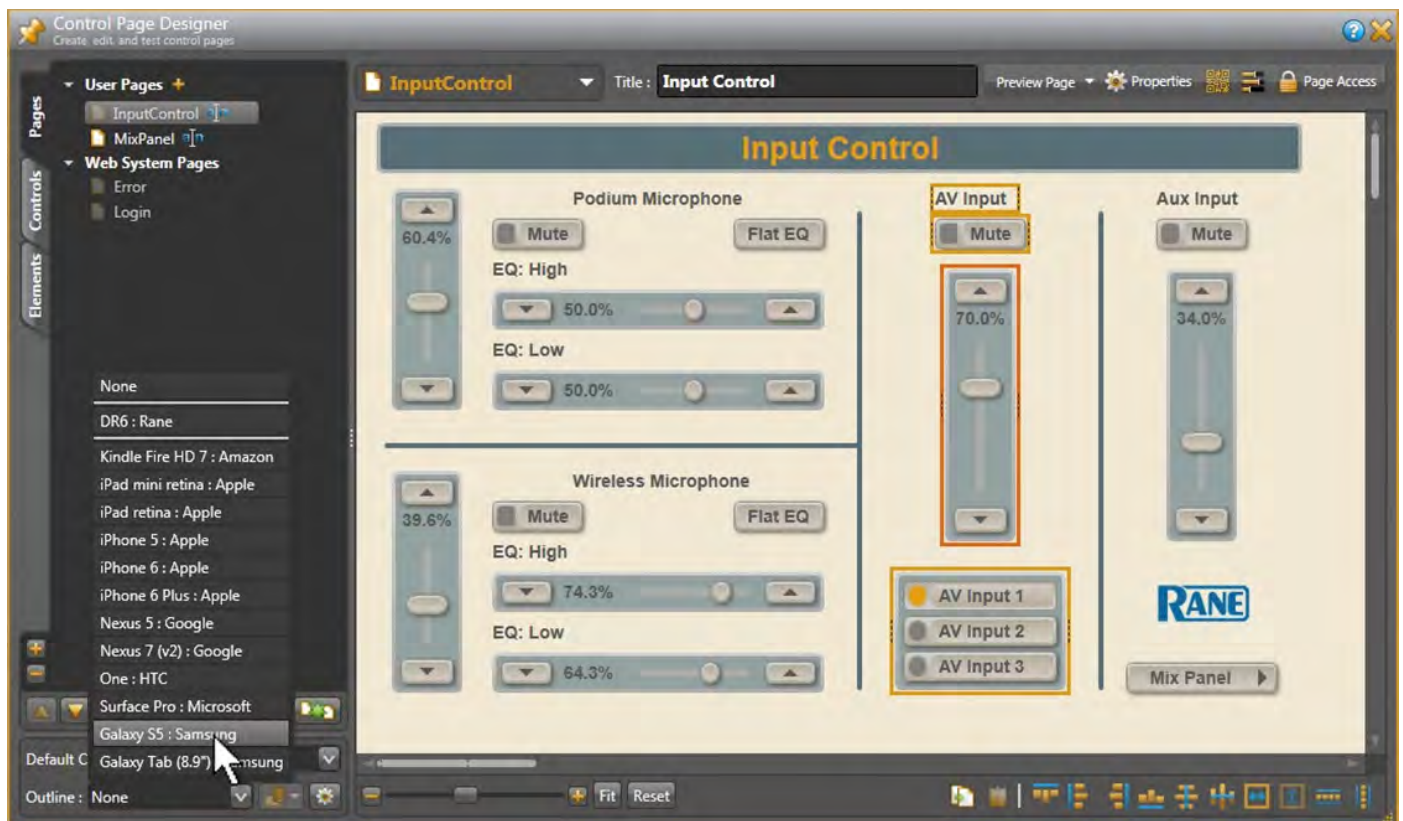 Control Page Designer
Create, edit, and test control pages
Pages
Controls
Elements
User Pages
InputControl
MixPanel
Web System Pages
Error
Login
None
DR6 : Rane
Kindle Fire HD 7 : Amazon
iPad mini retina : Apple
iPad retina : Apple
iPhone 5 : Apple
iPhone 6 : Apple
iPhone 6 Plus : Apple
Nexus 5 : Google
Nexus 7 (v2) : Google
One : HTC
Surface Pro : Microsoft
Galaxy S5 : Samsung
Galaxy Tab (8.9") msung
Default C
Outline : None
InputControl Title : Input Control Preview Page Properties Page Access
Input Control
Podium Microphone
60.4%
Mute Flat EQ
EQ: High
50.0%
EQ: Low
50.0%
Wireless Microphone
39.6%
Mute Flat EQ
EQ: High
74.3%
EQ: Low
64.3%
AV Input
Mute
70.0%
AV Input 1
AV Input 2
AV Input 3
Aux Input
Mute
34.0%
RANE
Mix Panel
Fit Reset